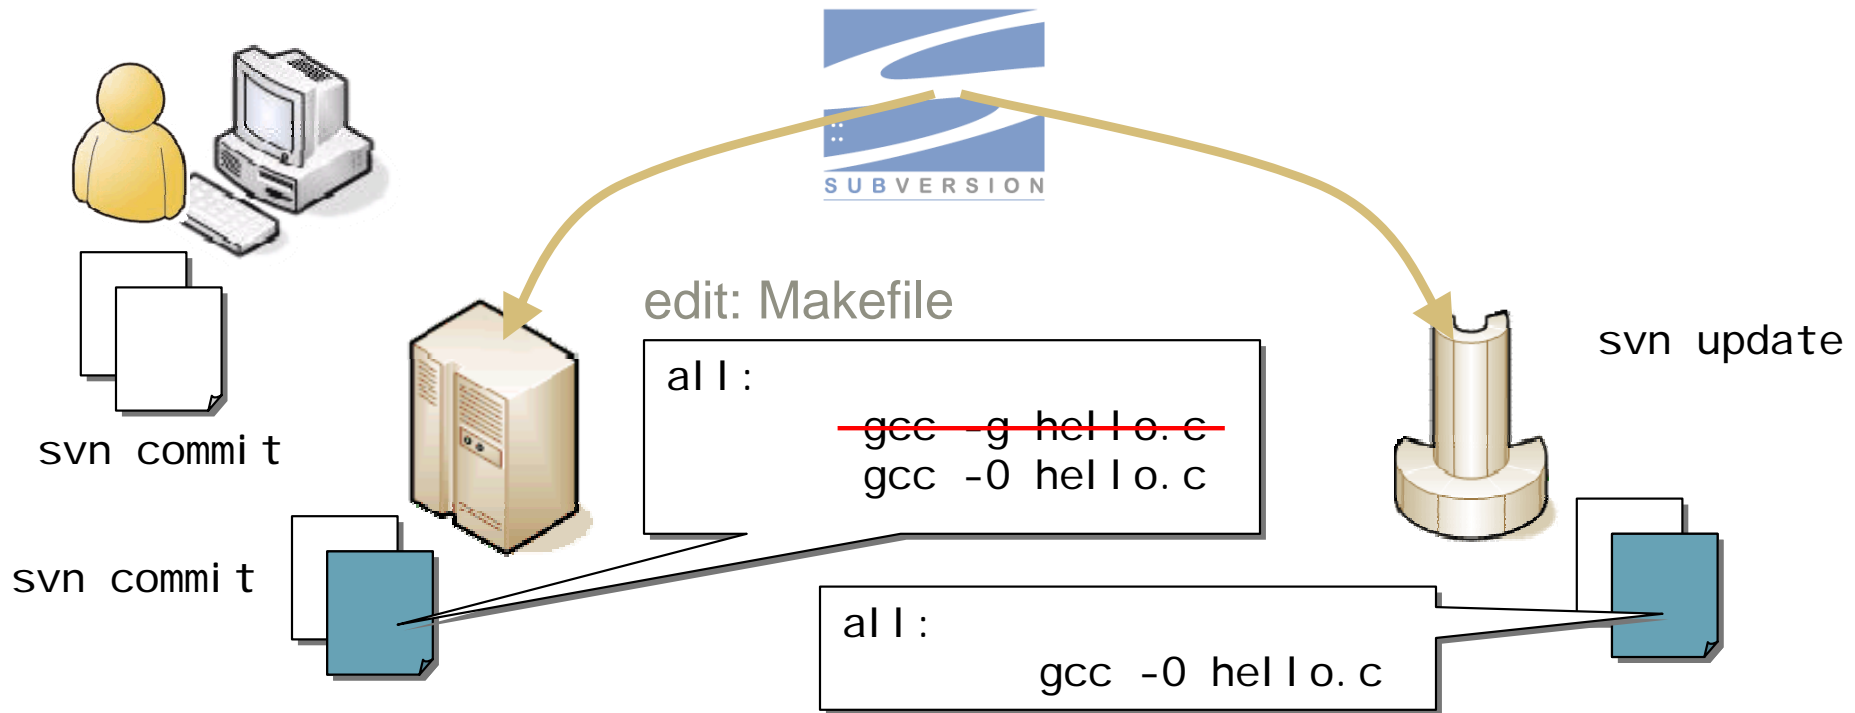 SUBVERSION
edit: Makefile
svn update
all:
gcc -g hello.c
gcc -O hello.c
svn commit
svn commit
all:
gcc -O hello.c